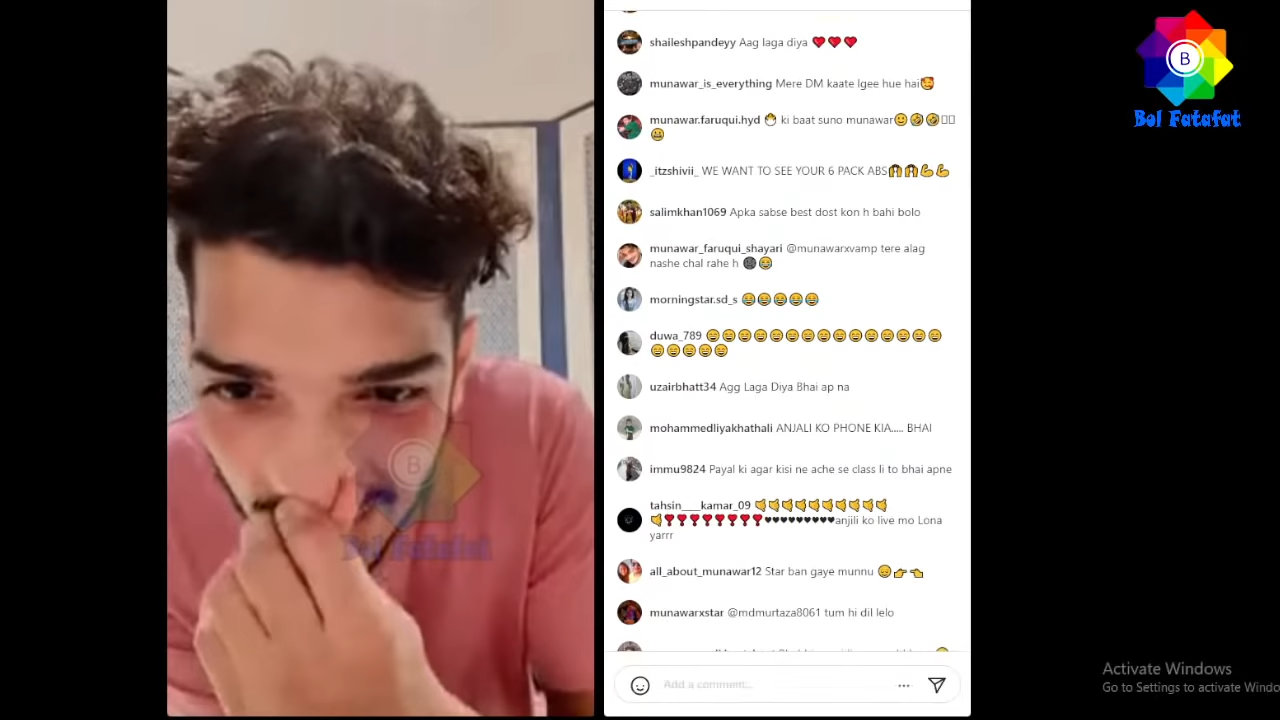 shaileshpandeyy Aag laga diya ❤️❤️❤️
munawar_is_everything Mere DM kaate lgee hue hai🥰
munawar.faruqui.hyd 🐣 ki baat suno munawar🙂🤣🤣
_itzshivii_ WE WANT TO SEE YOUR 6 PACK ABS🙌🙌💪💪
salimkhan1069 Apka sabse best dost kon h bahi bolo
munawar_faruqui_shayari @munawarxvamp tere alag
nashe chal rahe h 🌚😂
morningstar.sd_s 😂😂😂😂😂
duwa_789 😄😄😄😄😄😄😄😄😄😄😄😄😄😄😄
😄😄😄😄😄
uzairbhatt34 Agg Laga Diya Bhai ap na
mohammedliyakhathali ANJALI KO PHONE KIA..... BHAI
immu9824 Payal ki agar kisi ne ache se class li to bhai apne
tahsin____kamar_09 🤙🤙🤙🤙🤙🤙🤙🤙🤙🤙
🤙❣️❣️❣️❣️❣️❣️❣️❣️♥♥♥♥♥♥♥♥♥anjili ko live mo Lona
yarrr
all_about_munawar12 Star ban gaye munnu 😔👉👈
munawarxstar @mdmurtaza8061 tum hi dil lelo
Add a comment...
B
Bol Fatafat
B
Bol Fatafat
Activate Windows
Go to Settings to activate Windo